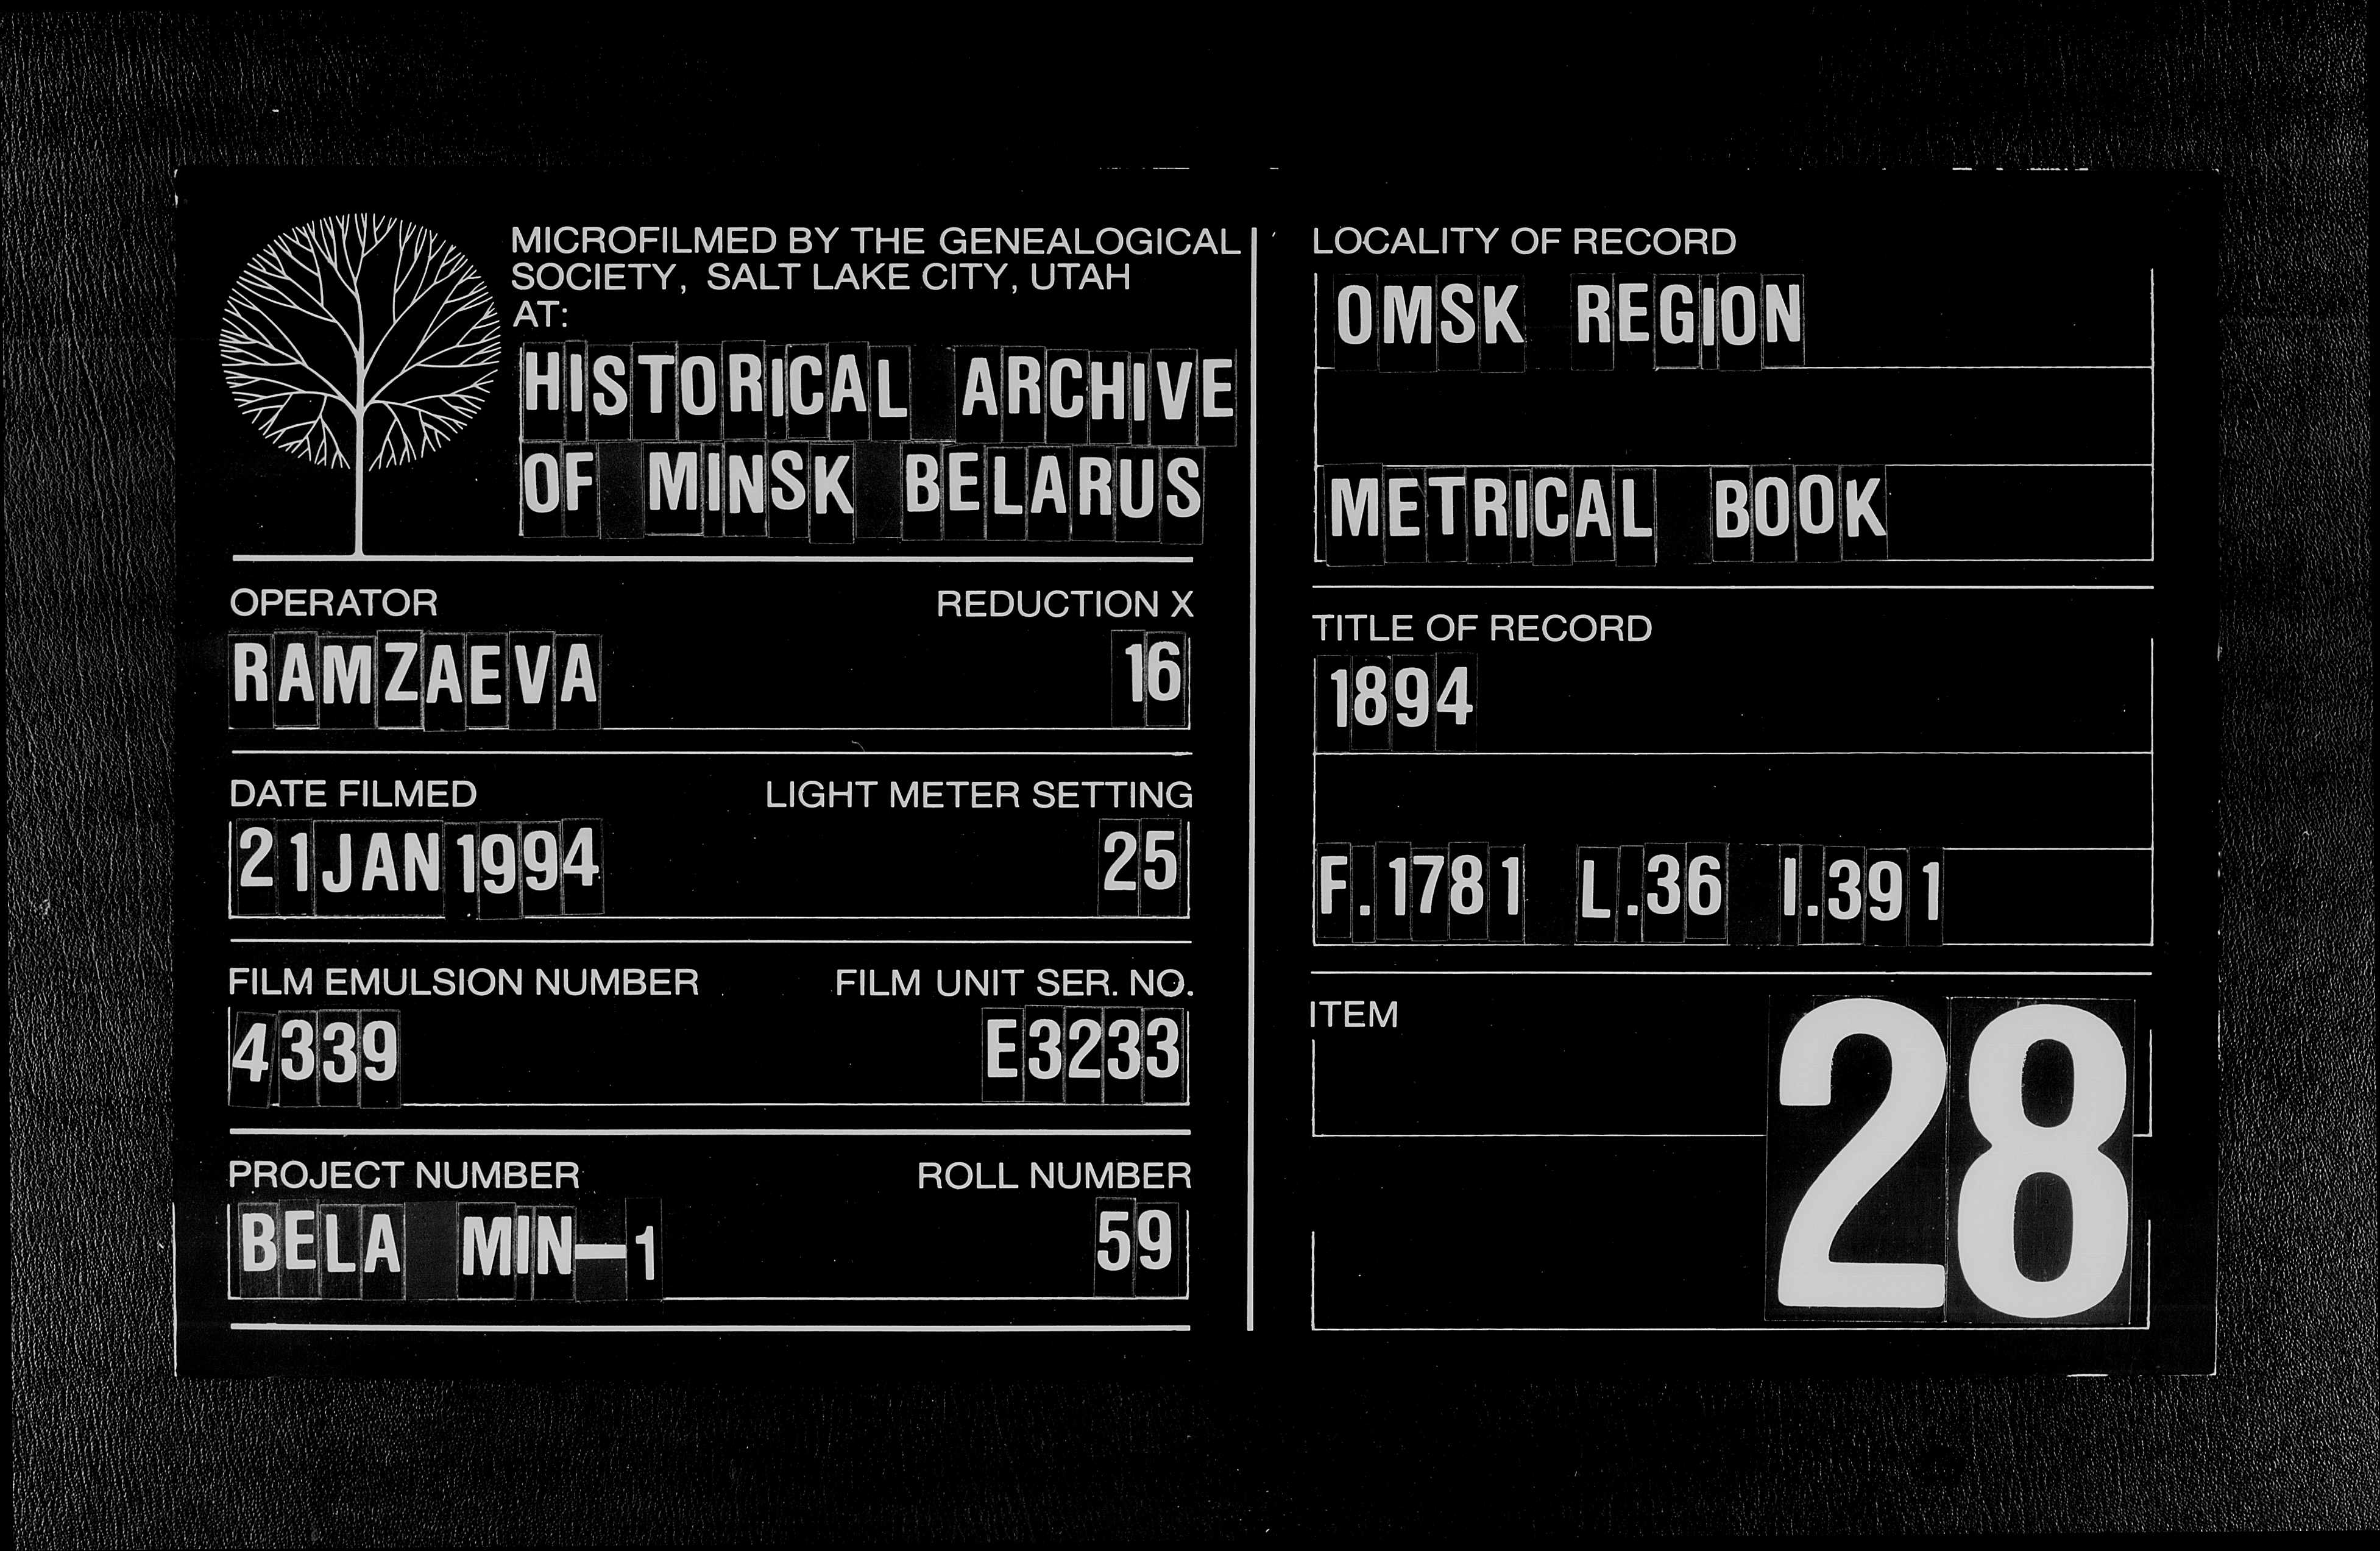 MICROFILMED BY THE GENEALOGICAL
SOCIETY, SALT LAKE CITY, UTAH
AT:
HISTORICAL ARCHIVE
OF MINSK BELARUS
OPERATOR REDUCTION X
RAMZAEVA 16
DATE FILMED LIGHT METER SETTING
21 JAN 1994 25
FILM EMULSION NUMBER FILM UNIT SER. NO.
4339 E3233
PROJECT NUMBER ROLL NUMBER
BELA MIN-1 59
LOCALITY OF RECORD
OMSK REGION
METRICAL BOOK
TITLE OF RECORD
1894
F.1781 L.36 I.391
ITEM
28